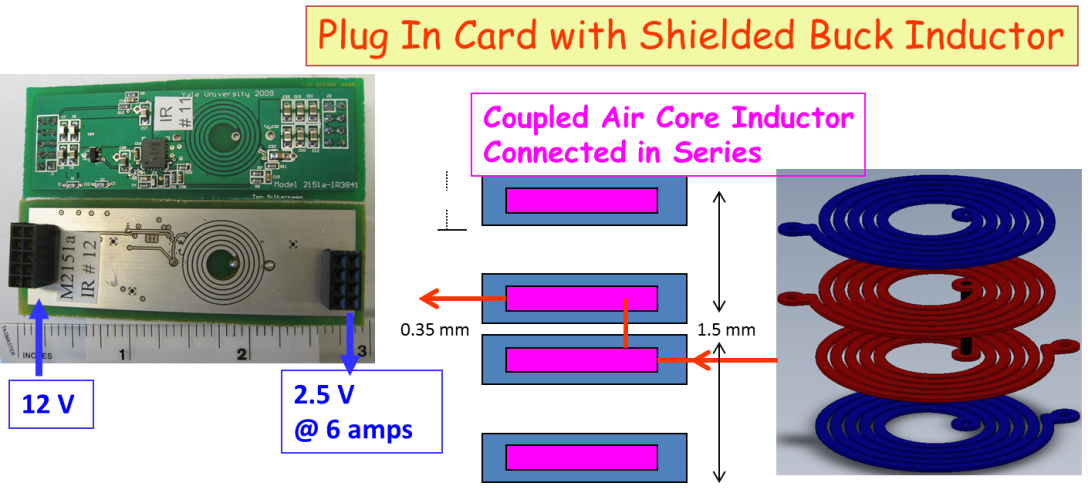 Plug In Card with Shielded Buck Inductor
Yale University 2009
IR
#11
Model 2151a-IR3841
Top Silkscreen
M2151a
IR # 12
INCHES
1
2
3
12 V
2.5 V
@ 6 amps
Coupled Air Core Inductor
Connected in Series
0.35 mm
1.5 mm